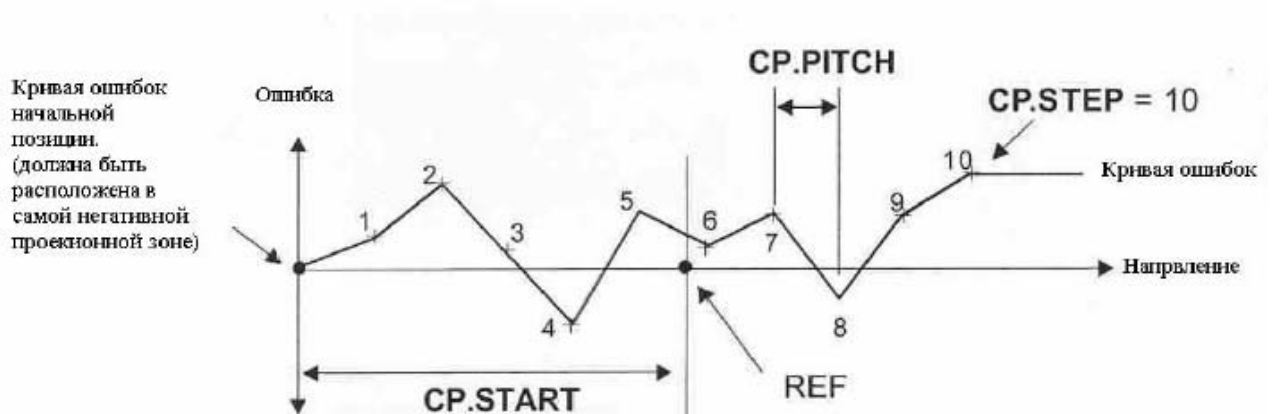 Кривая ошибок
начальной
позиции.
(должна быть
расположена в
самой негативной
проекнонной зоне)
Ошибка
CP.PITCH
CP.STEP = 10
1
2
3
4
5
6
7
8
9
10
Кривая ошибок
Напрвление
REF
CP.START